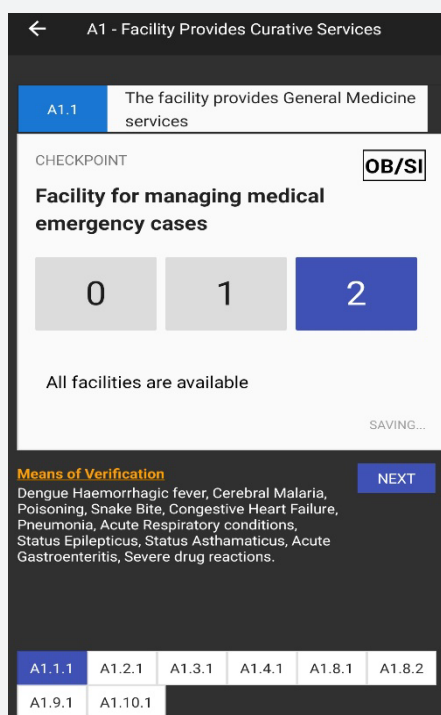 A1 - Facility Provides Curative Services
A1.1
The facility provides General Medicine
services
CHECKPOINT
OB/SI
Facility for managing medical
emergency cases
0 1 2
All facilities are available
SAVING...
Means of Verification
NEXT
Dengue Haemorrhagic fever, Cerebral Malaria,
Poisoning, Snake Bite, Congestive Heart Failure,
Pneumonia, Acute Respiratory conditions,
Status Epilepticus, Status Asthamaticus, Acute
Gastroenteritis, Severe drug reactions.
A1.1.1 A1.2.1 A1.3.1 A1.4.1 A1.8.1 A1.8.2
A1.9.1 A1.10.1